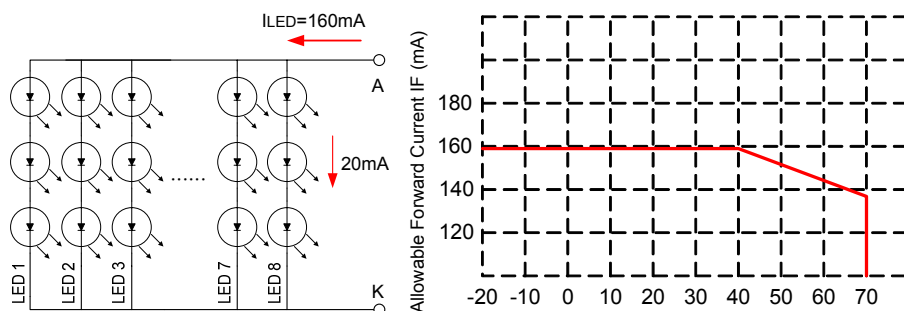 ILED=160mA
A
20mA
......
LED 1
LED 2
LED 3
LED 7
LED 8
K
Allowable Forward Current IF (mA)
180
160
140
120
-20 -10 0 10 20 30 40 50 60 70